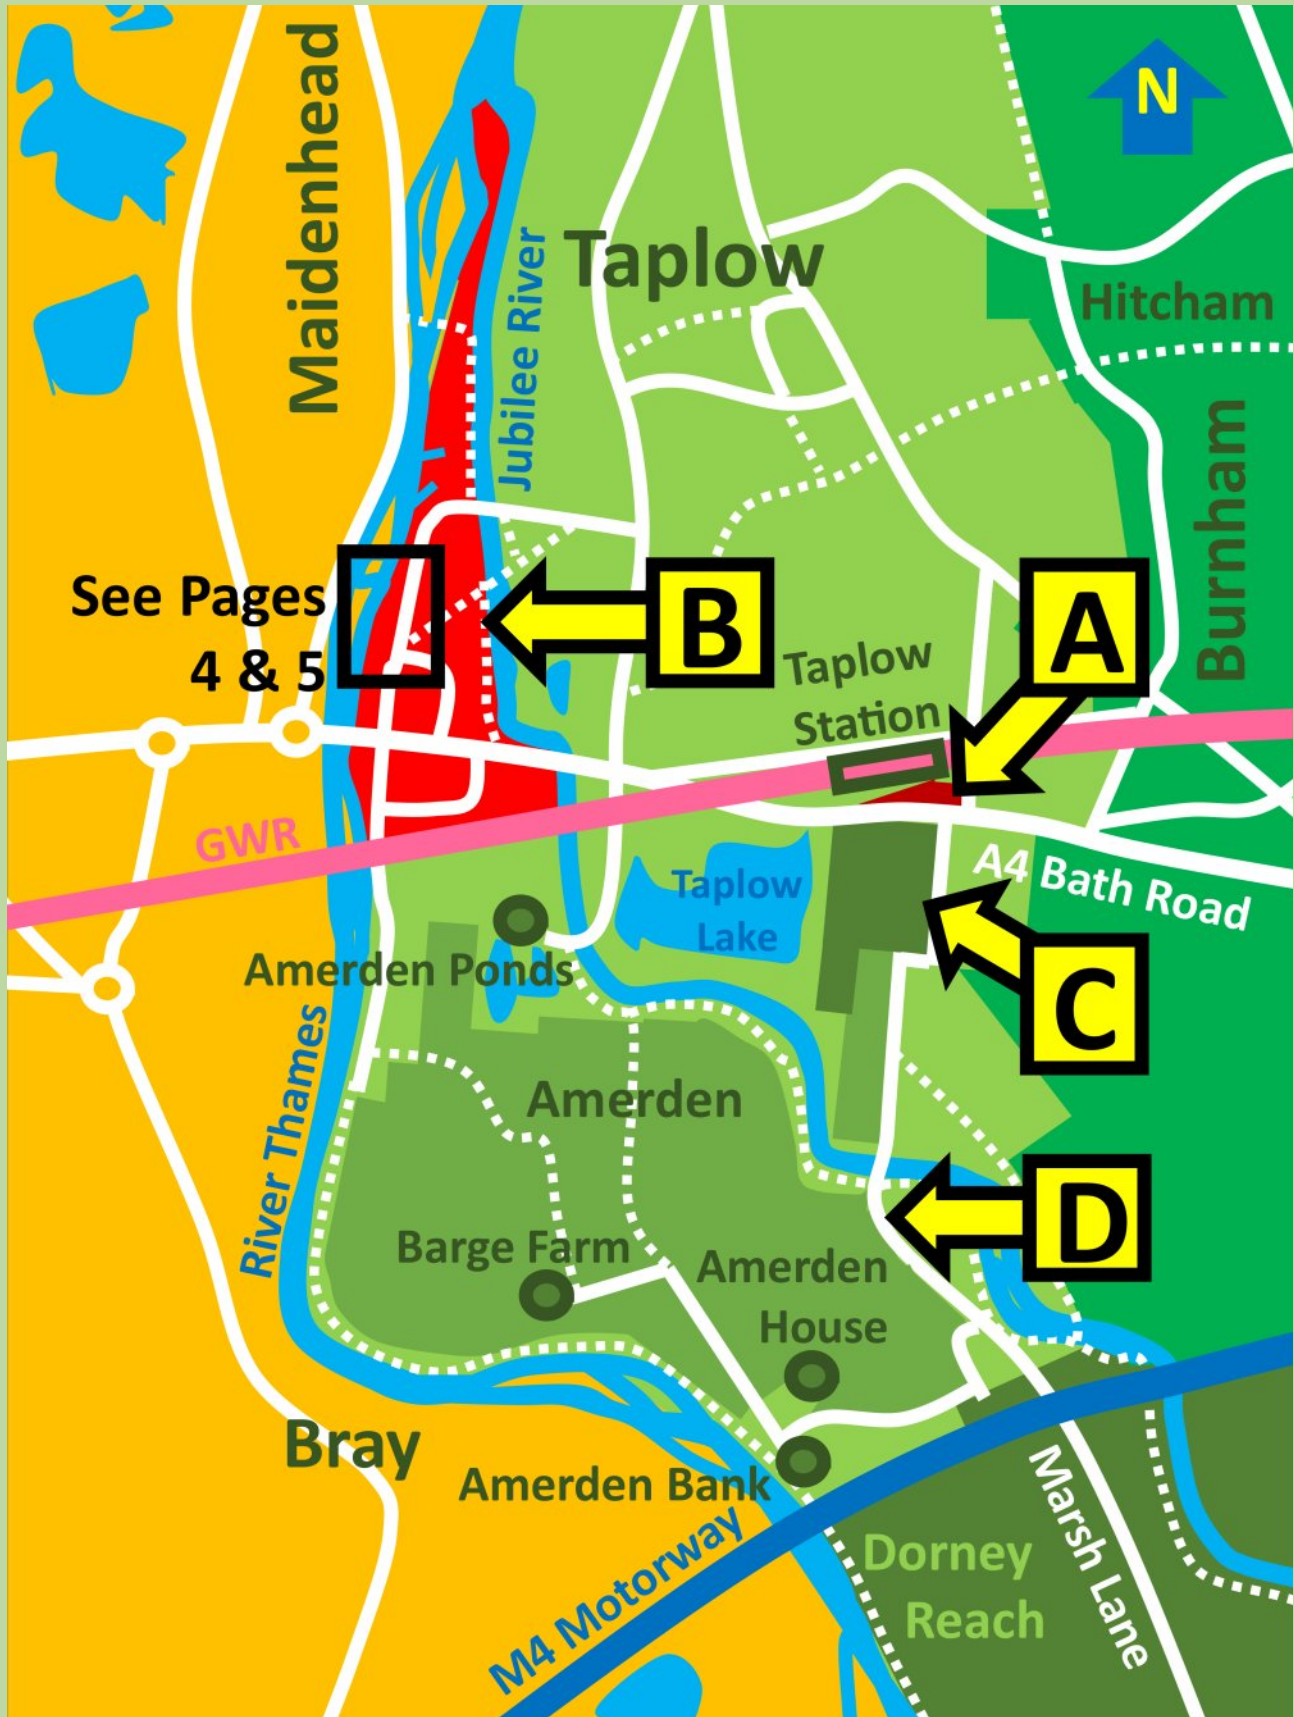 N
Maidenhead
Taplow
Jubilee River
Hitcham
Burnham
See Pages
4 & 5
B
A
Taplow
Station
GWR
A4 Bath Road
Taplow
Lake
C
Amerden Ponds
River Thames
Amerden
D
Barge Farm
Amerden
House
Bray
Amerden Bank
M4 Motorway
Marsh Lane
Dorney
Reach